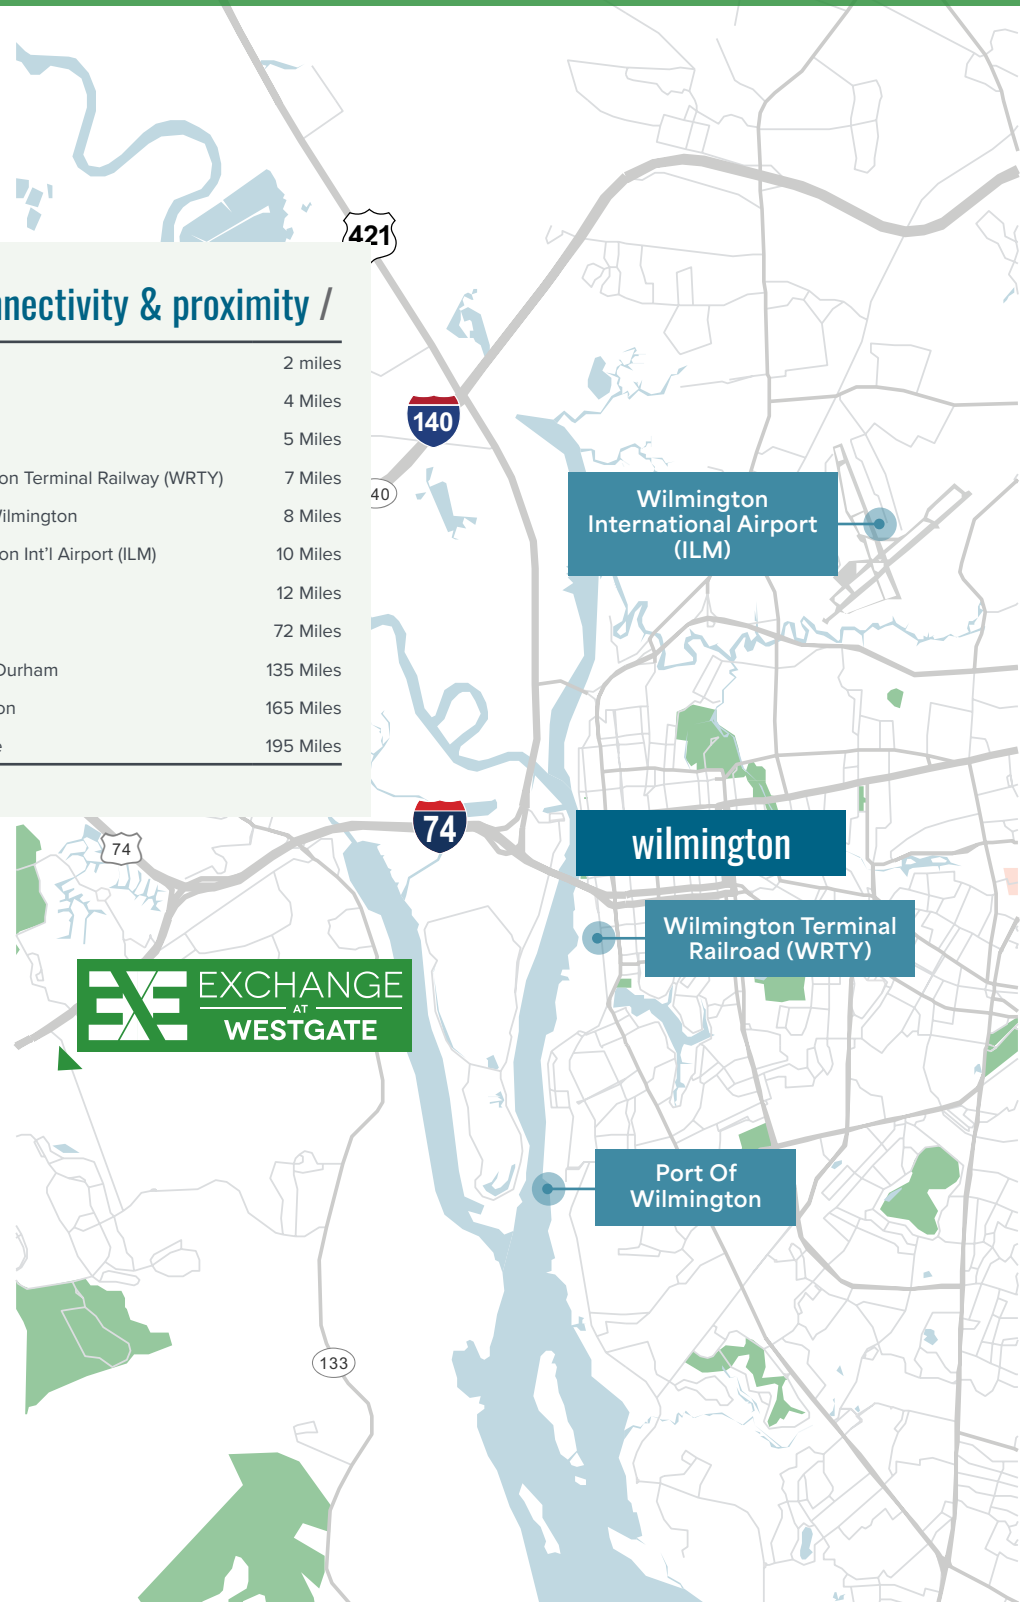 421
nnectivity & proximity /
2 miles
4 Miles
5 Miles
on Terminal Railway (WRTY) 7 Miles
Wilmington 8 Miles
on Int'l Airport (ILM) 10 Miles
12 Miles
72 Miles
Durham 135 Miles
on 165 Miles
195 Miles
140
40
Wilmington
International Airport
(ILM)
74
74
wilmington
Wilmington Terminal
Railroad (WRTY)
EXCHANGE
AT
WESTGATE
Port Of
Wilmington
133